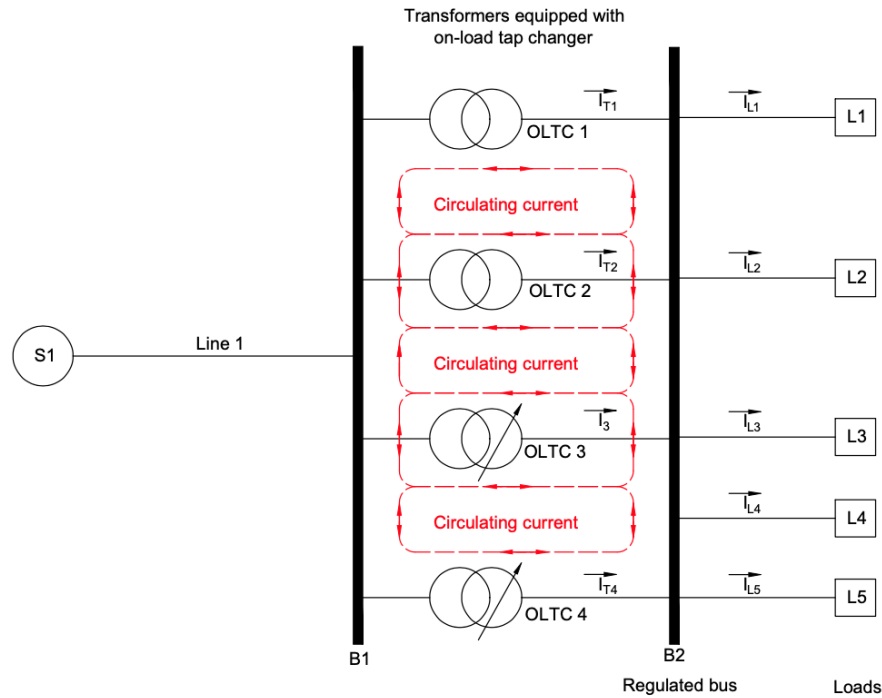 Transformers equipped with
on-load tap changer
I_T1
I_L1
OLTC 1
L1
Circulating current
I_T2
I_L2
OLTC 2
L2
Line 1
S1
Circulating current
I_3
I_L3
OLTC 3
L3
I_L4
Circulating current
L4
I_T4
I_L5
OLTC 4
L5
B1
B2
Regulated bus
Loads